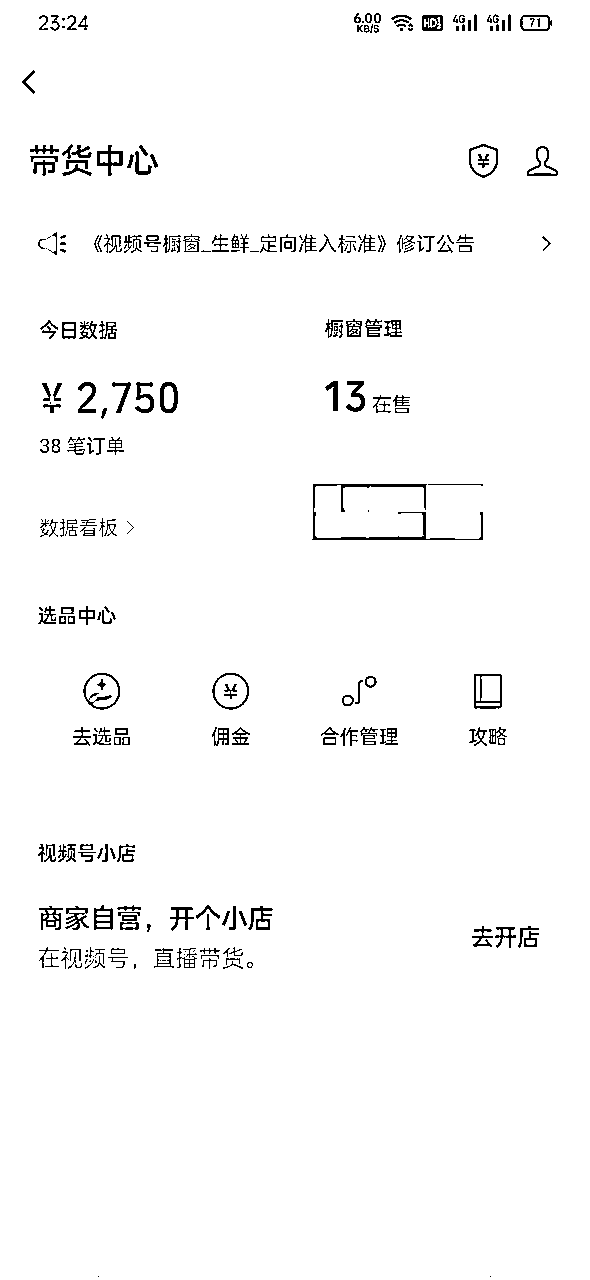 23:24
6.00 KB/S HD 4G 4G 71
带货中心
《视频号橱窗_生鲜_定向准入标准》修订公告
今日数据
橱窗管理
¥ 2,750
13 在售
38 笔订单
数据看板
选品中心
去选品
佣金
合作管理
攻略
视频号小店
商家自营，开个小店
去开店
在视频号，直播带货。